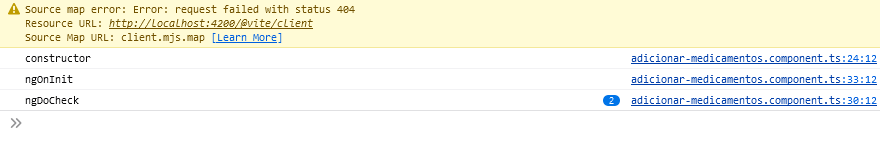 Source map error: Error: request failed with status 404
Resource URL: http://localhost:4200/@vite/client
Source Map URL: client.mjs.map [Learn More]
constructor adicionar-medicamentos.component.ts:24:12
ngOnInit adicionar-medicamentos.component.ts:33:12
ngDoCheck 2 adicionar-medicamentos.component.ts:30:12